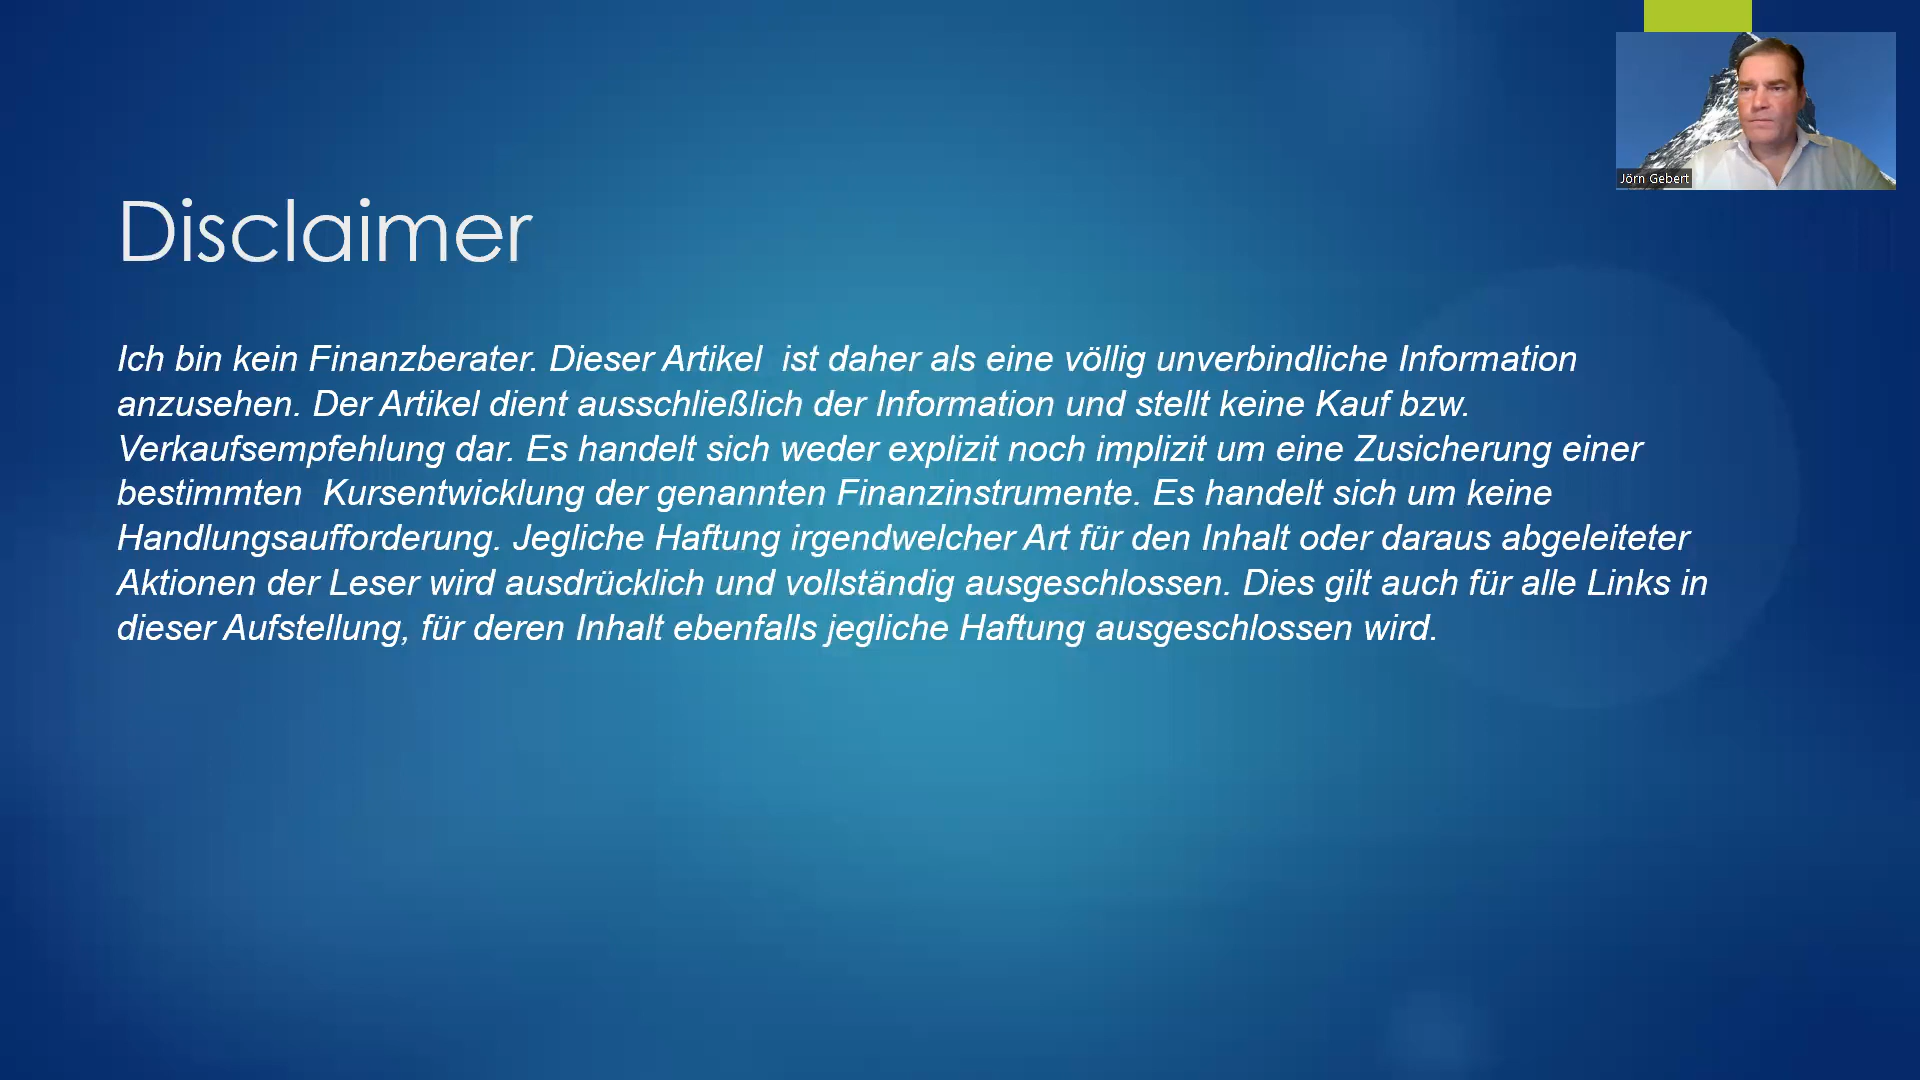 Jörn Gebert
Disclaimer
Ich bin kein Finanzberater. Dieser Artikel  ist daher als eine völlig unverbindliche Information
anzusehen. Der Artikel dient ausschließlich der Information und stellt keine Kauf bzw.
Verkaufsempfehlung dar. Es handelt sich weder explizit noch implizit um eine Zusicherung einer
bestimmten  Kursentwicklung der genannten Finanzinstrumente. Es handelt sich um keine
Handlungsaufforderung. Jegliche Haftung irgendwelcher Art für den Inhalt oder daraus abgeleiteter
Aktionen der Leser wird ausdrücklich und vollständig ausgeschlossen. Dies gilt auch für alle Links in
dieser Aufstellung, für deren Inhalt ebenfalls jegliche Haftung ausgeschlossen wird.